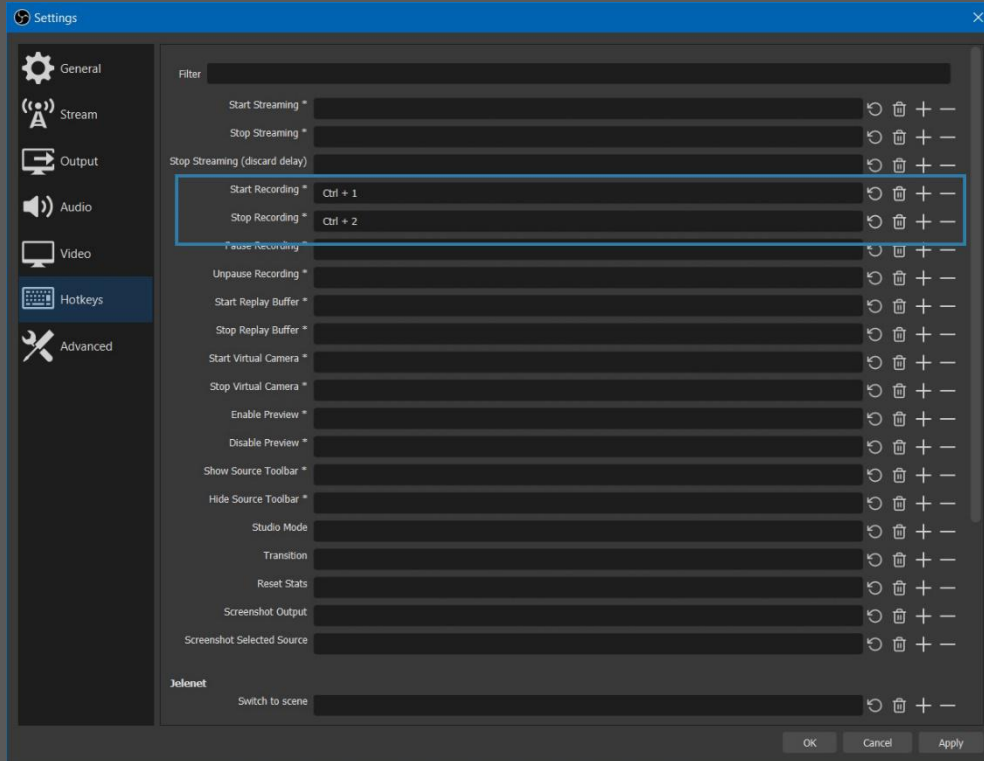 Settings
General
Stream
Output
Audio
Video
Hotkeys
Advanced
Filter
Start Streaming *
Stop Streaming *
Stop Streaming (discard delay)
Start Recording * Ctrl + 1
Stop Recording * Ctrl + 2
Pause Recording *
Unpause Recording *
Start Replay Buffer *
Stop Replay Buffer *
Start Virtual Camera *
Stop Virtual Camera *
Enable Preview *
Disable Preview *
Show Source Toolbar *
Hide Source Toolbar *
Studio Mode
Transition
Reset Stats
Screenshot Output
Screenshot Selected Source
Jelenet
Switch to scene
OK Cancel Apply